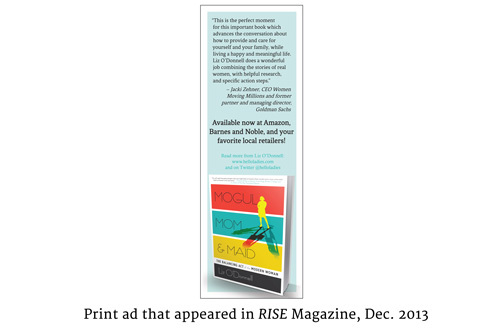 "This is the perfect moment
for this important book which
advances the conversation about
how to provide and care for
yourself and your family, while
living a happy and meaningful life.
Liz O'Donnell does a wonderful
job combining the stories of real
women, with helpful research,
and specific action steps."
– Jacki Zehner, CEO Women
Moving Millions and former
partner and managing director,
Goldman Sachs
Available now at Amazon,
Barnes and Noble, and your
favorite local retailers!
Read more from Liz O'Donnell
www.helloladies.com
and on Twitter @helloladies
MOGUL,
MOM
& MAID
THE BALANCING ACT OF THE MODERN WOMAN
Liz O'Donnell
Print ad that appeared in RISE Magazine, Dec. 2013